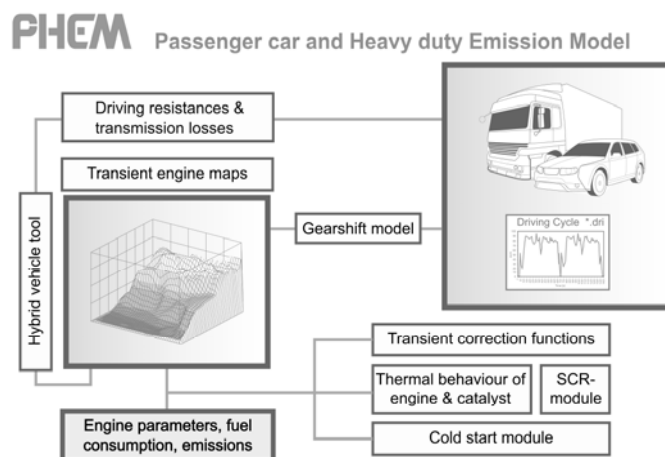 PHEM Passenger car and Heavy duty Emission Model
Driving resistances &
transmission losses
Transient engine maps
Hybrid vehicle tool
Gearshift model
Driving Cycle *.dri
Transient correction functions
Thermal behaviour of
engine & catalyst
SCR-
module
Cold start module
Engine parameters, fuel
consumption, emissions